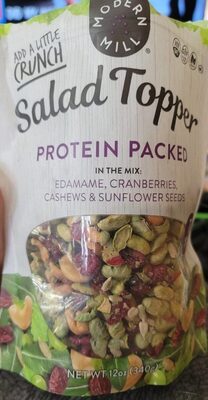 MODERN
MILL
ADD A LITTLE
CRUNCH
Salad Topper
PROTEIN PACKED
IN THE MIX:
EDAMAME, CRANBERRIES,
CASHEWS & SUNFLOWER SEEDS
NET WT 12oz (340g)